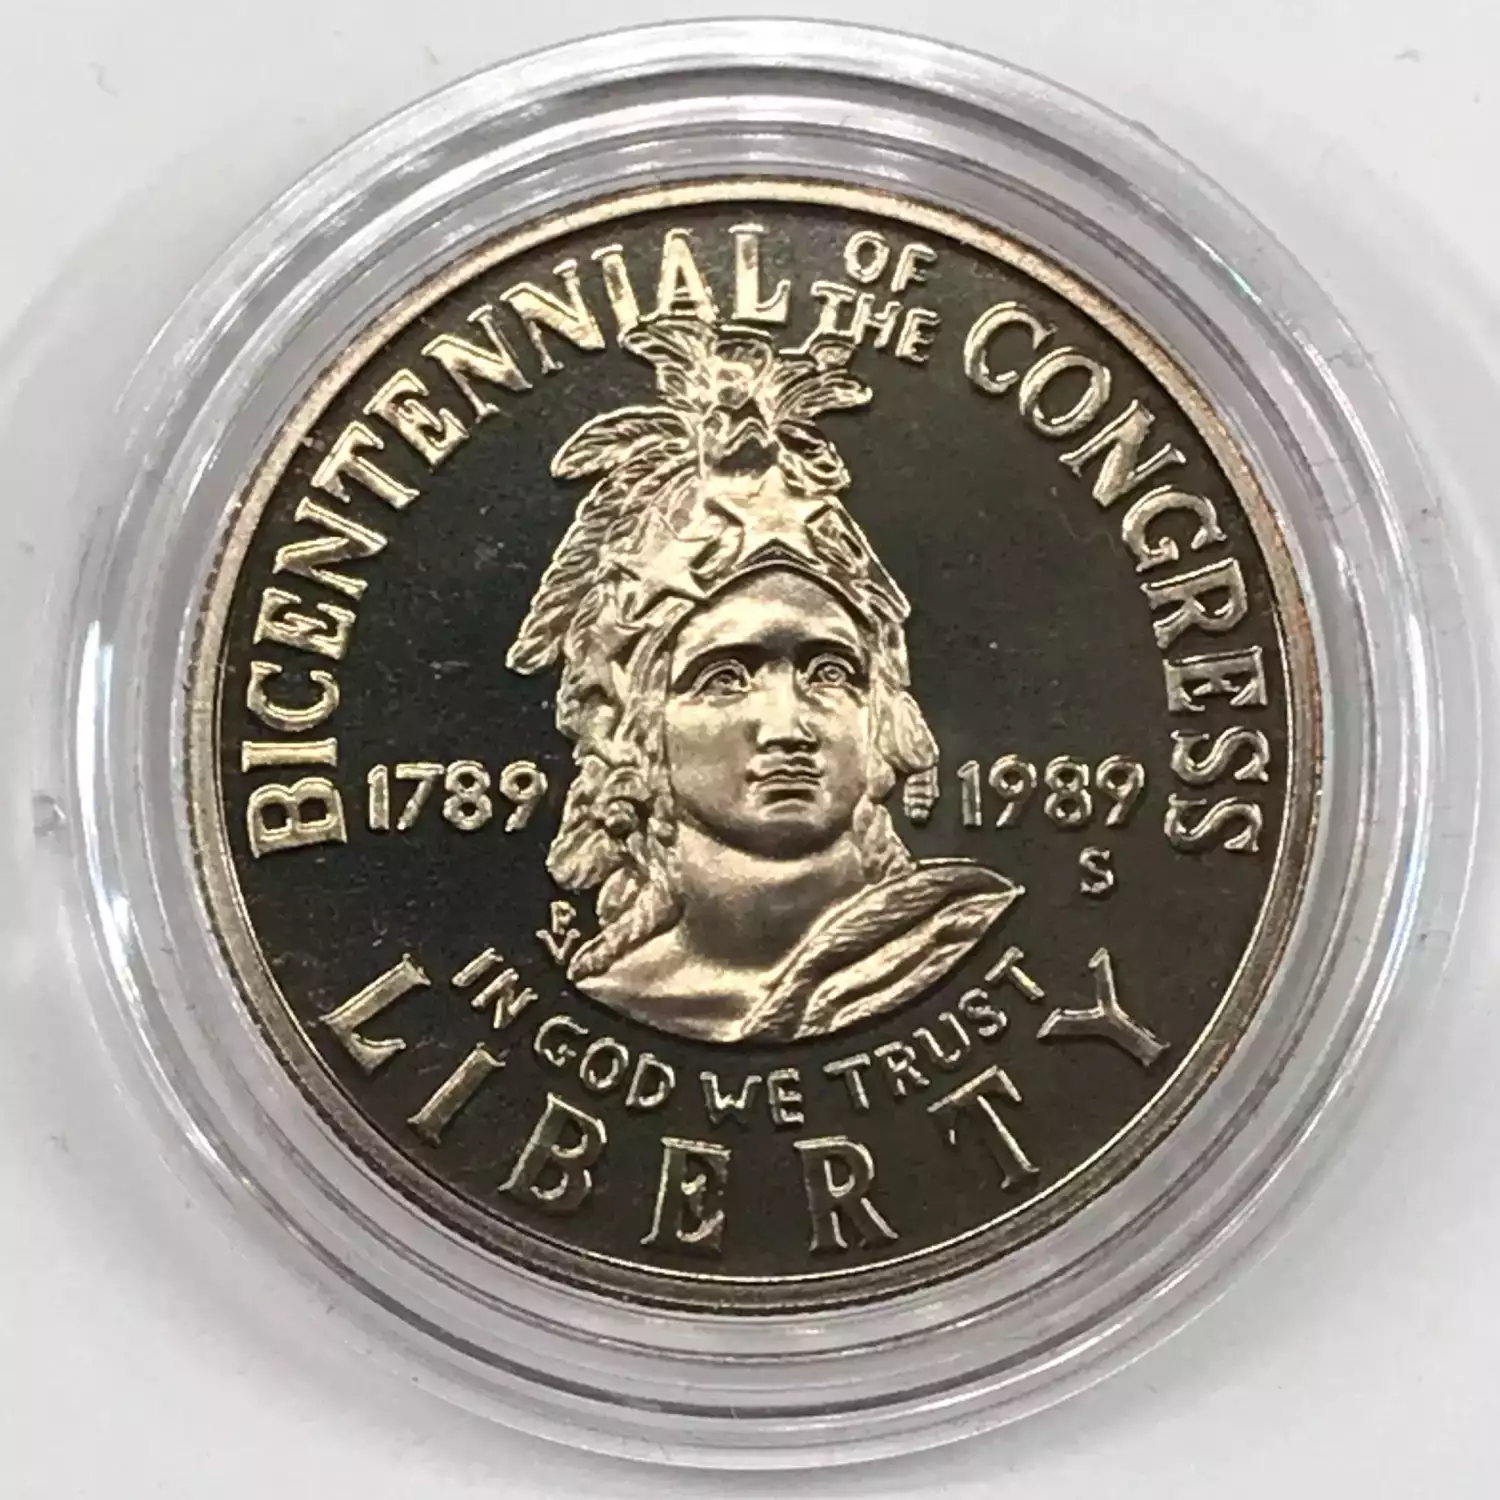 BICENTENNIAL OF THE CONGRESS
1789 1989
S
IN GOD WE TRUST
LIBERTY